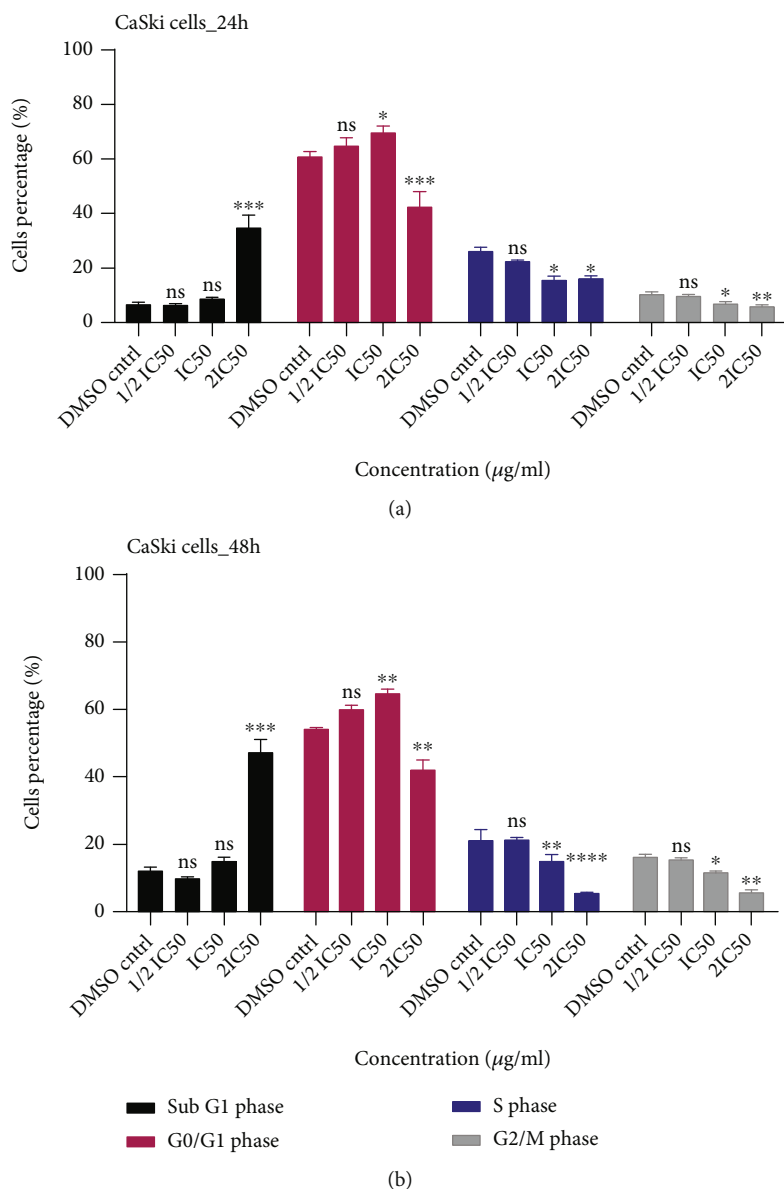 CaSki cells_24h
Cells percentage (%)
100
80
60
40
20
0
ns ns ***
ns * ***
ns * *
ns * **
DMSO cntrl 1/2 IC50 IC50 2IC50 DMSO cntrl 1/2 IC50 IC50 2IC50 DMSO cntrl 1/2 IC50 IC50 2IC50 DMSO cntrl 1/2 IC50 IC50 2IC50
Concentration (µg/ml)
(a)
CaSki cells_48h
Cells percentage (%)
100
80
60
40
20
0
ns ns ***
ns ** **
ns ** ****
ns * **
DMSO cntrl 1/2 IC50 IC50 2IC50 DMSO cntrl 1/2 IC50 IC50 2IC50 DMSO cntrl 1/2 IC50 IC50 2IC50 DMSO cntrl 1/2 IC50 IC50 2IC50
Concentration (µg/ml)
Sub G1 phase
G0/G1 phase
S phase
G2/M phase
(b)